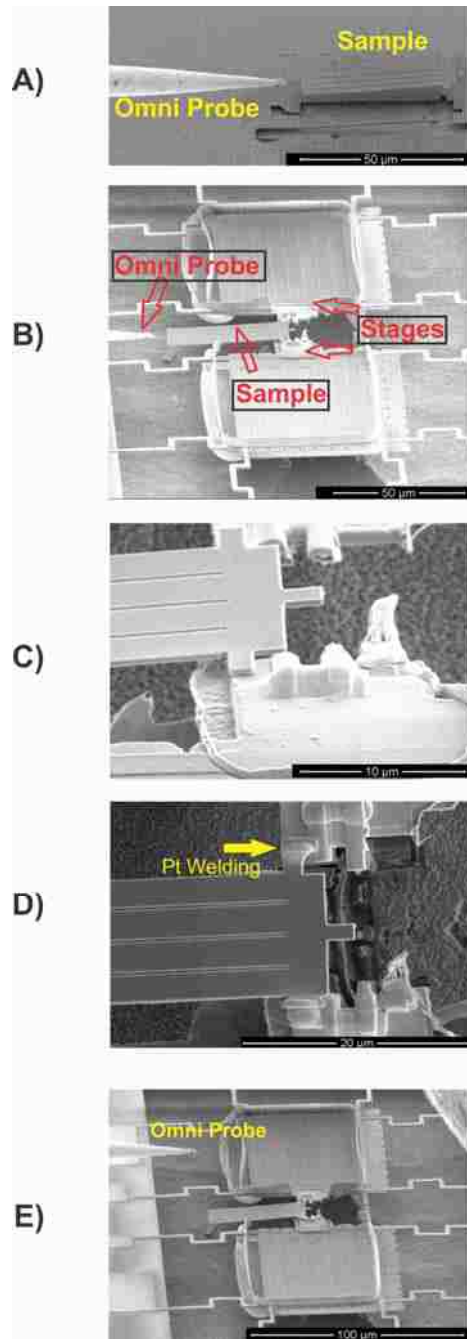 A)
Sample
Omni Probe
50 µm
B)
Omni Probe
Stages
Sample
50 µm
C)
10 µm
D)
Pt Welding
20 µm
E)
Omni Probe
100 µm